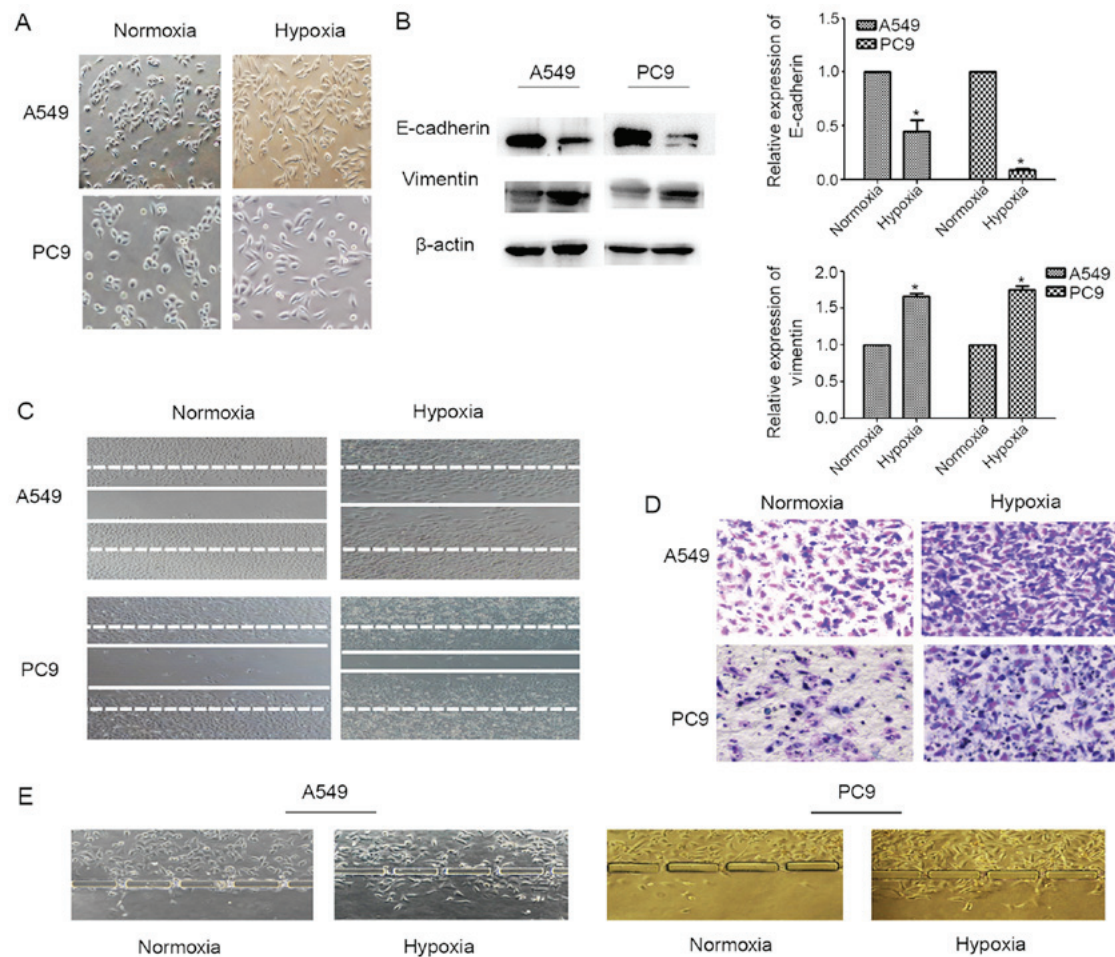 A
Normoxia Hypoxia
A549
PC9
B
A549 PC9
E-cadherin
Vimentin
β-actin
Relative expression of
E-cadherin
1.5
1.0
0.5
0.0
A549
PC9
*
*
Normoxia
Hypoxia
Normoxia
Hypoxia
Relative expression of
vimentin
2.0
1.5
1.0
0.5
0.0
A549
PC9
*
*
Normoxia
Hypoxia
Normoxia
Hypoxia
C
Normoxia Hypoxia
A549
PC9
D
Normoxia Hypoxia
A549
PC9
E
A549 PC9
Normoxia Hypoxia Normoxia Hypoxia